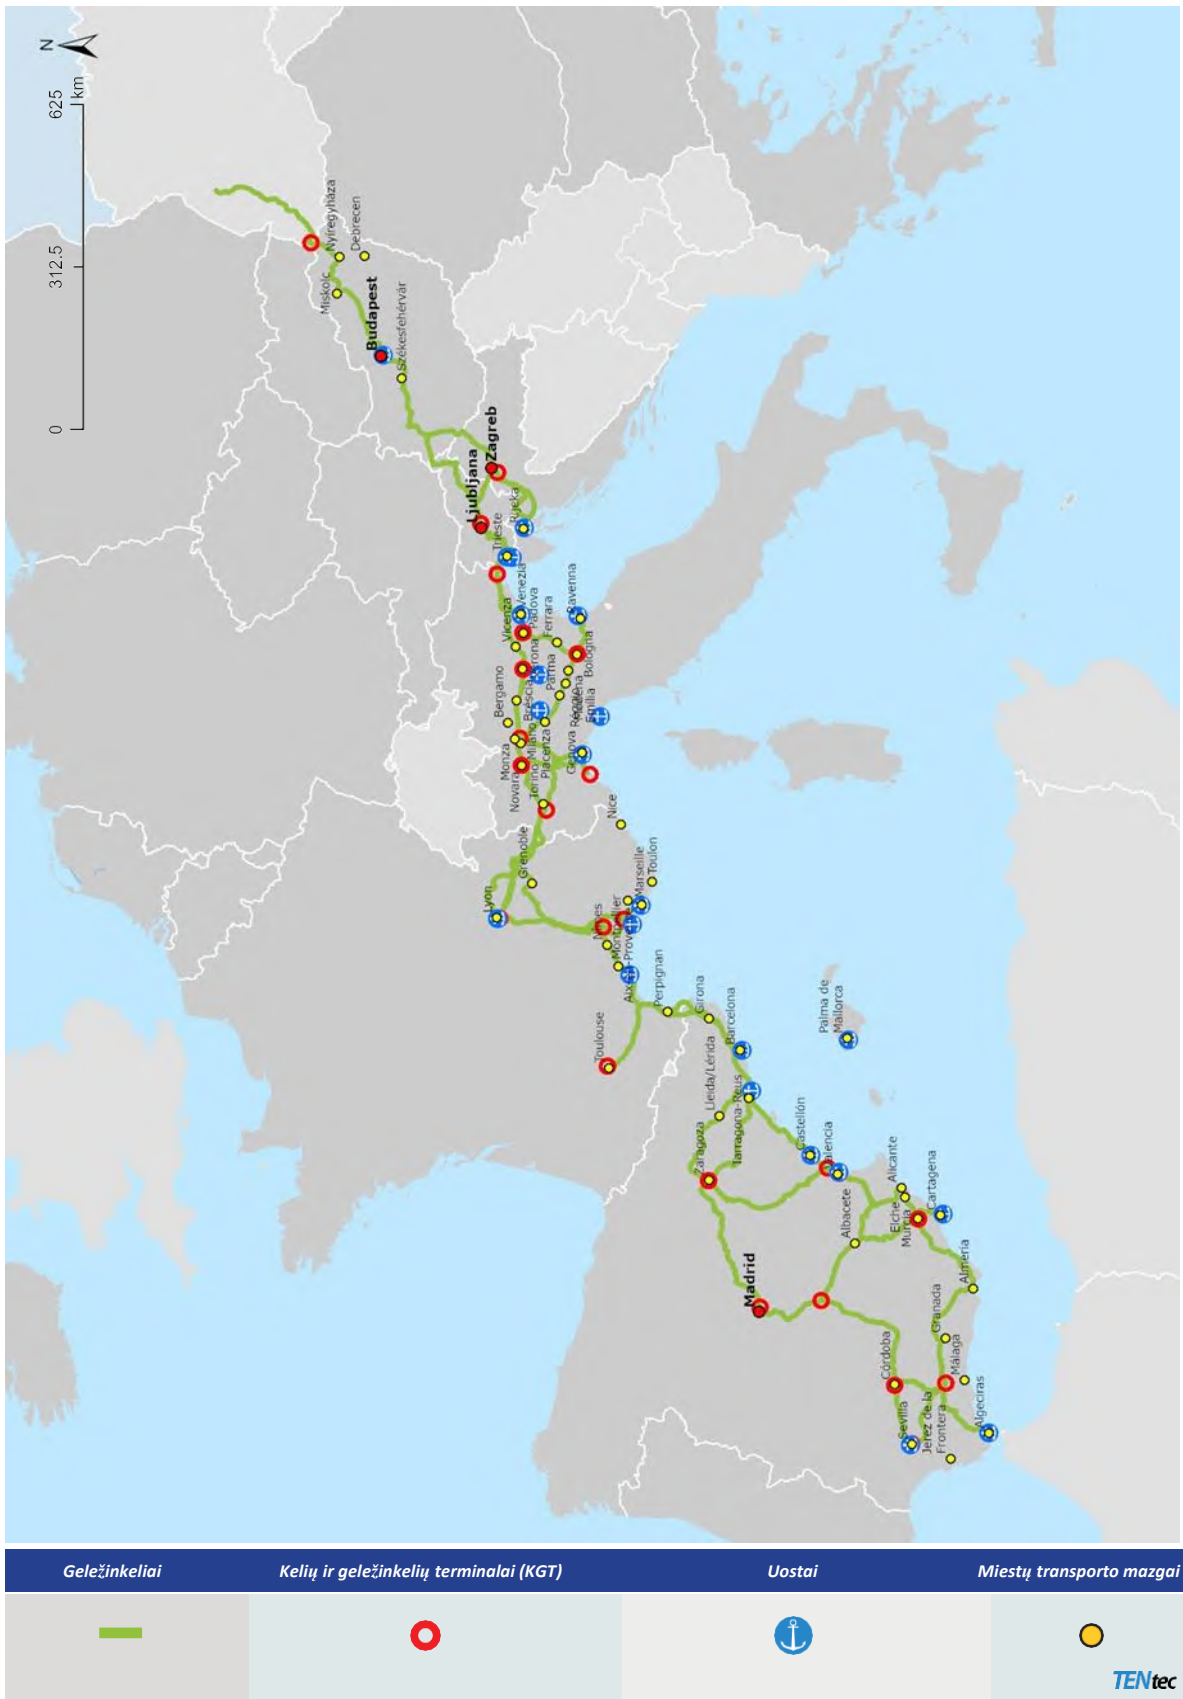 N
625
km
312.5
0
Nyíregyháza
Debrecen
Miskolc
Budapest
Székesfehérvár
Zagreb
Ljubljana
Rijeka
Trieste
Venezia
Padova
Vicenza
Ravenna
Ferrara
Bologna
Parma
Bergamo
Brescia
Reggio
Emilia
Monza
Milano
Novara
Torino
Piacenza
Genova
Nice
Grenoble
Lyon
Toulon
Marseille
Perpignan
Girona
Toulouse
Barcelona
Palma de
Mallorca
Lleida/Lérida
Tarragona-Reus
Zaragoza
Castellón
Alicante
Cartagena
Albacete
Elche
Murcia
Madrid
Almería
Granada
Málaga
Córdoba
Sevilla
Jerez de la
Frontera
Algeciras
Geležinkeliai
Kelių ir geležinkelių terminalai (KGT)
Uostai
Miestų transporto mazgai
TENtec